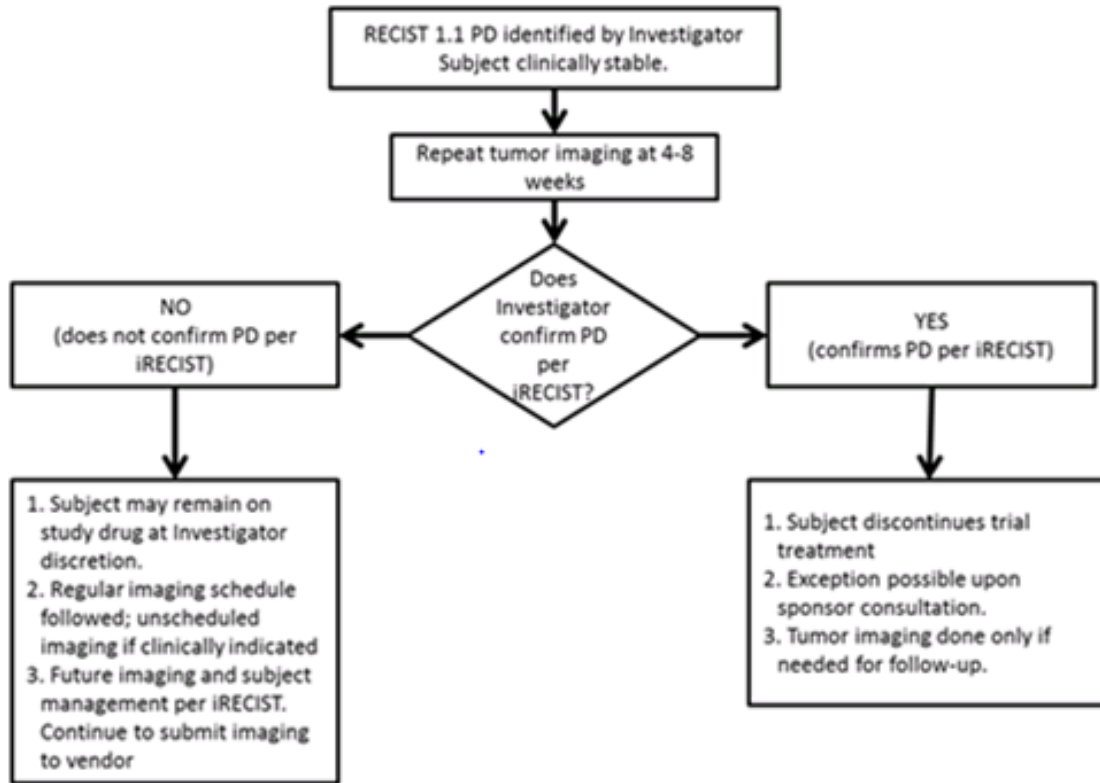 RECIST 1.1 PD identified by Investigator
Subject clinically stable.
Repeat tumor imaging at 4-8
weeks
Does
Investigator
confirm PD
per
iRECIST?
NO
(does not confirm PD per
iRECIST)
YES
(confirms PD per iRECIST)
1. Subject may remain on
study drug at Investigator
discretion.
2. Regular imaging schedule
followed; unscheduled
imaging if clinically indicated
3. Future imaging and subject
management per iRECIST.
Continue to submit imaging
to vendor
1. Subject discontinues trial
treatment
2. Exception possible upon
sponsor consultation.
3. Tumor imaging done only if
needed for follow-up.